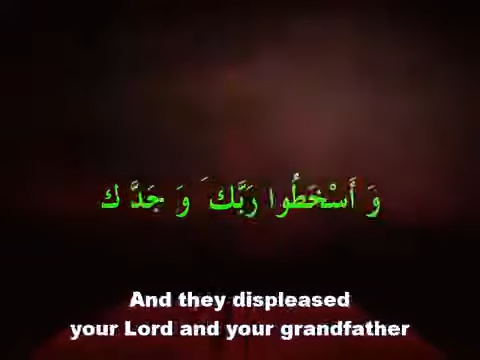 وَ أَسْخَطُوا رَبَّكَ وَ جَدَّ ك
And they displeased
your Lord and your grandfather